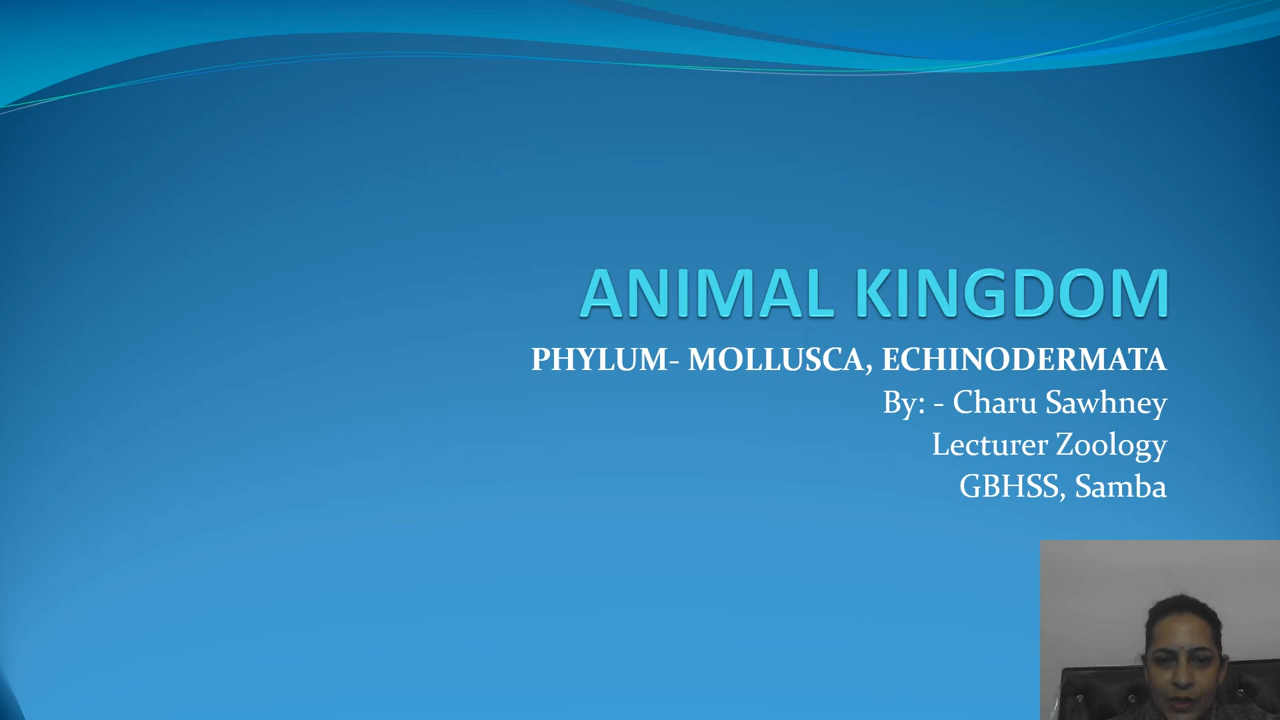 ANIMAL KINGDOM
PHYLUM- MOLLUSCA, ECHINODERMATA
By: - Charu Sawhney
Lecturer Zoology
GBHSS, Samba